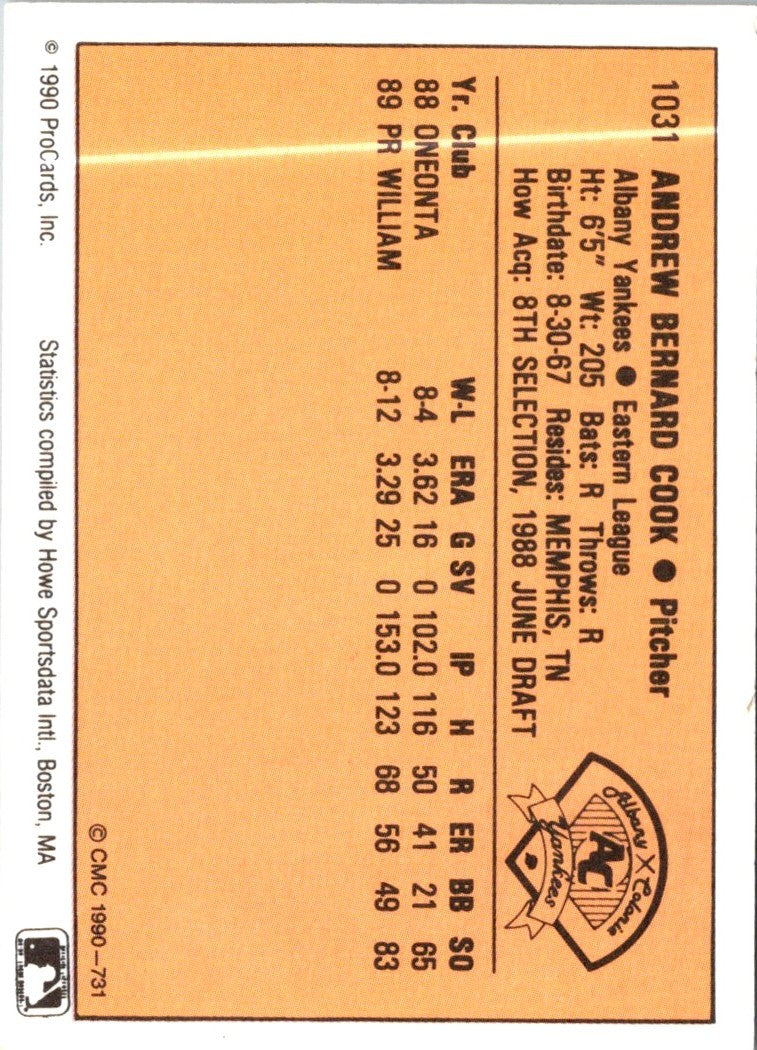 1031 ANDREW BERNARD COOK ● Pitcher
Albany Yankees ● Eastern League
Ht: 6'5" Wt: 205 Bats: R Throws: R
Birthdate: 8-30-67 Resides: MEMPHIS, TN
How Acq: 8TH SELECTION, 1988 JUNE DRAFT
Albany Colonie
AC
Yankees
Yr. Club W-L ERA G SV IP H R ER BB SO
88 ONEONTA 8-4 3.62 16 0 102.0 116 50 41 21 65
89 PR WILLIAM 8-12 3.29 25 0 153.0 123 68 56 49 83
© CMC 1990-731
© 1990 ProCards, Inc. Statistics compiled by Howe Sportsdata Intl., Boston, MA